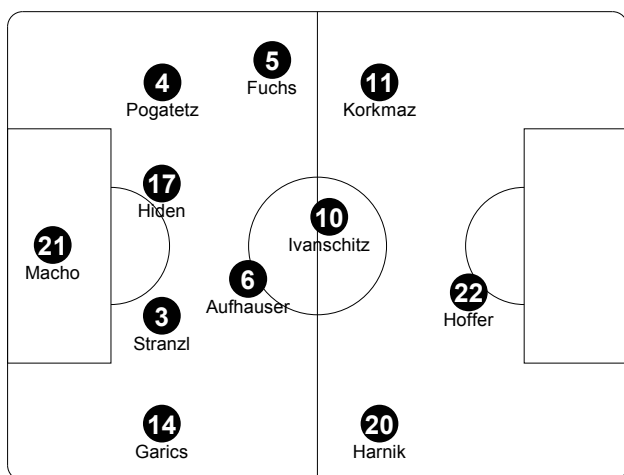 5
Fuchs
4
Pogatetz
11
Korkmaz
17
Hiden
10
Ivanschitz
21
Macho
6
Aufhauser
22
Hoffer
3
Stranzl
14
Garics
20
Harnik